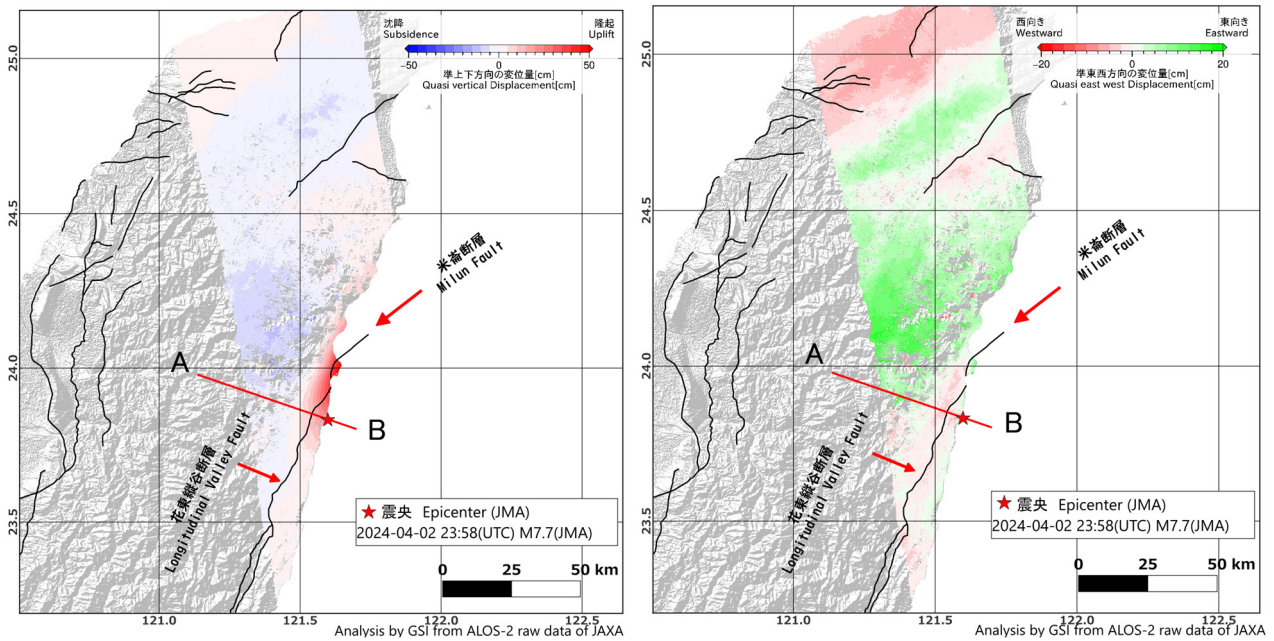 沈降
Subsidence
隆起
Uplift
-50
0
50
準上下方向の変位量[cm]
Quasi vertical Displacement[cm]
25.0
24.5
24.0
23.5
米崙断層
Milun Fault
A
B
花東縦谷断層
Longitudinal Valley Fault
震央 Epicenter (JMA)
2024-04-02 23:58(UTC) M7.7(JMA)
0 25 50 km
121.0 121.5 122.0 122.5
Analysis by GSI from ALOS-2 raw data of JAXA
西向き
Westward
東向き
Eastward
-20
0
20
準東西方向の変位量[cm]
Quasi east west Displacement[cm]
25.0
24.5
24.0
23.5
米崙断層
Milun Fault
A
B
花東縦谷断層
Longitudinal Valley Fault
震央 Epicenter (JMA)
2024-04-02 23:58(UTC) M7.7(JMA)
0 25 50 km
121.0 121.5 122.0 122.5
Analysis by GSI from ALOS-2 raw data of JAXA